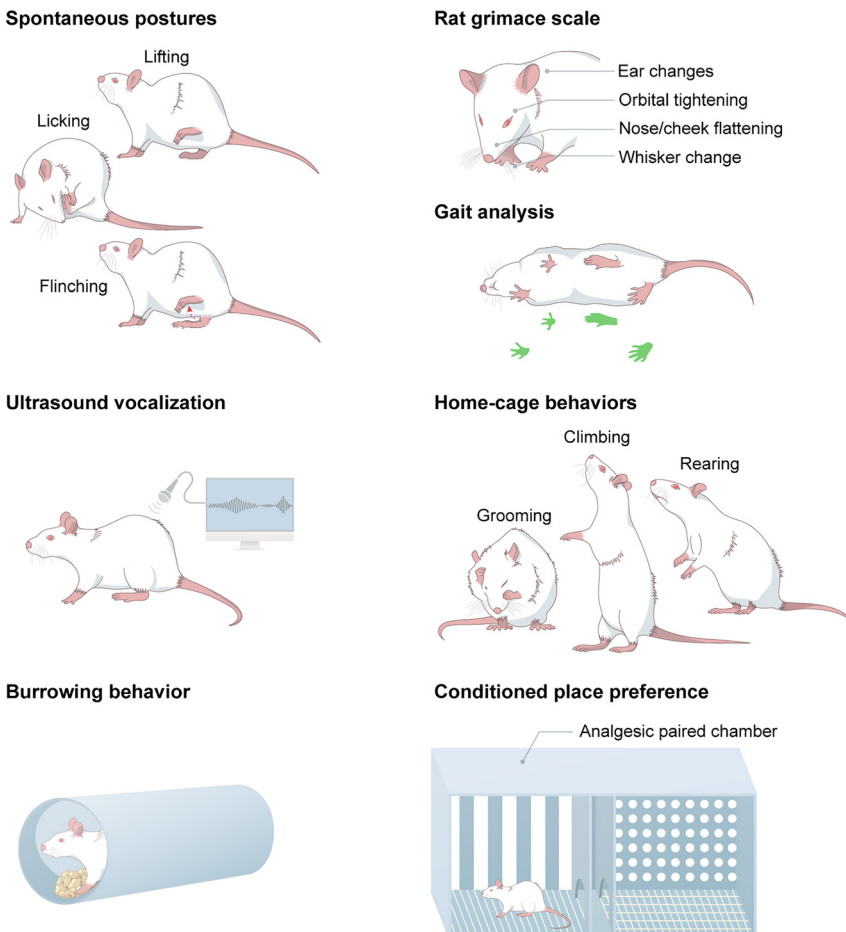 Spontaneous postures
Lifting
Licking
Flinching
Rat grimace scale
Ear changes
Orbital tightening
Nose/cheek flattening
Whisker change
Gait analysis
Ultrasound vocalization
Home-cage behaviors
Climbing
Rearing
Grooming
Burrowing behavior
Conditioned place preference
Analgesic paired chamber